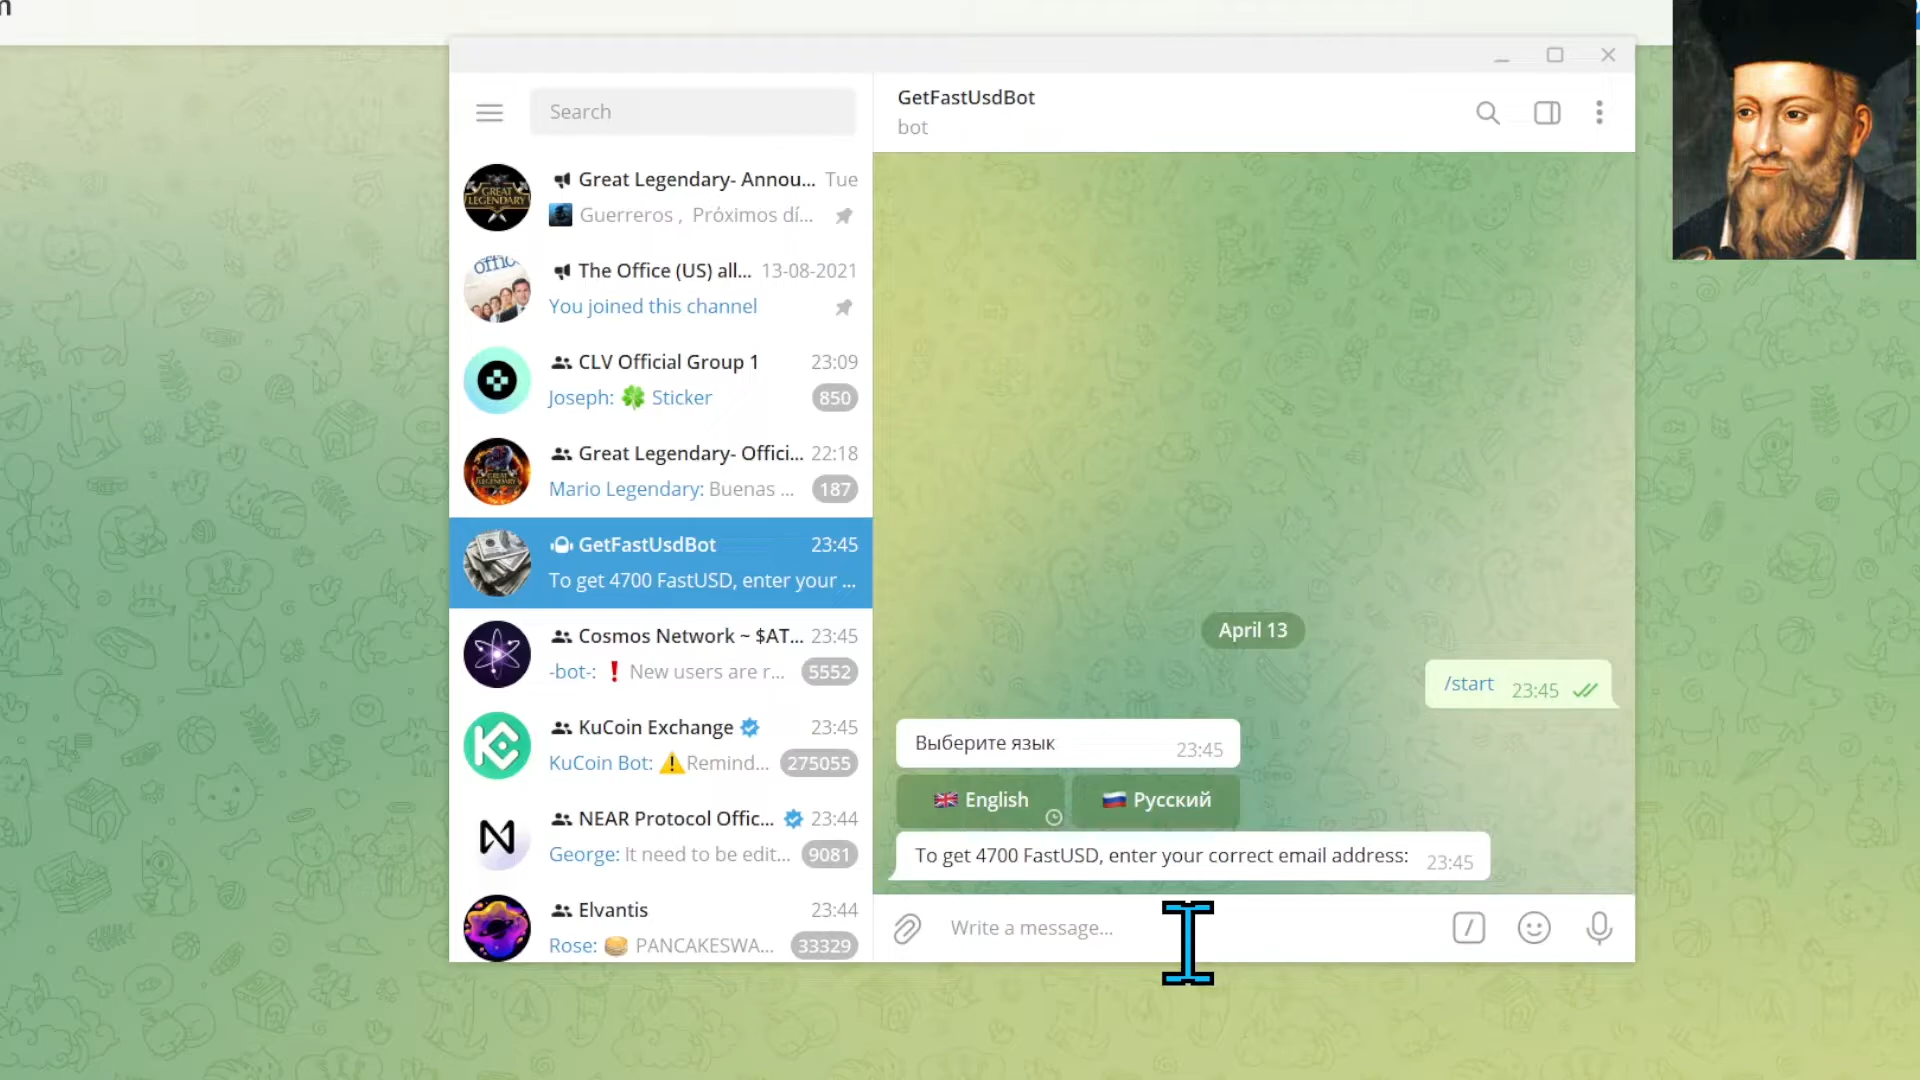 Search
Great Legendary- Annou... Tue
Guerreros , Próximos dí...
The Office (US) all... 13-08-2021
You joined this channel
CLV Official Group 1 23:09
Joseph: 🍀 Sticker 850
Great Legendary- Offici... 22:18
Mario Legendary: Buenas ... 187
GetFastUsdBot 23:45
To get 4700 FastUSD, enter your ...
Cosmos Network ~ $AT... 23:45
-bot-: ❗ New users are r... 5552
KuCoin Exchange 23:45
KuCoin Bot: ⚠️Remind... 275055
NEAR Protocol Offic... 23:44
George: It need to be edit... 9081
Elvantis 23:44
Rose: 🥞 PANCAKESWA... 33329
GetFastUsdBot
bot
April 13
/start 23:45
Выберите язык 23:45
🇬🇧 English 🇷🇺 Русский
To get 4700 FastUSD, enter your correct email address: 23:45
Write a message...